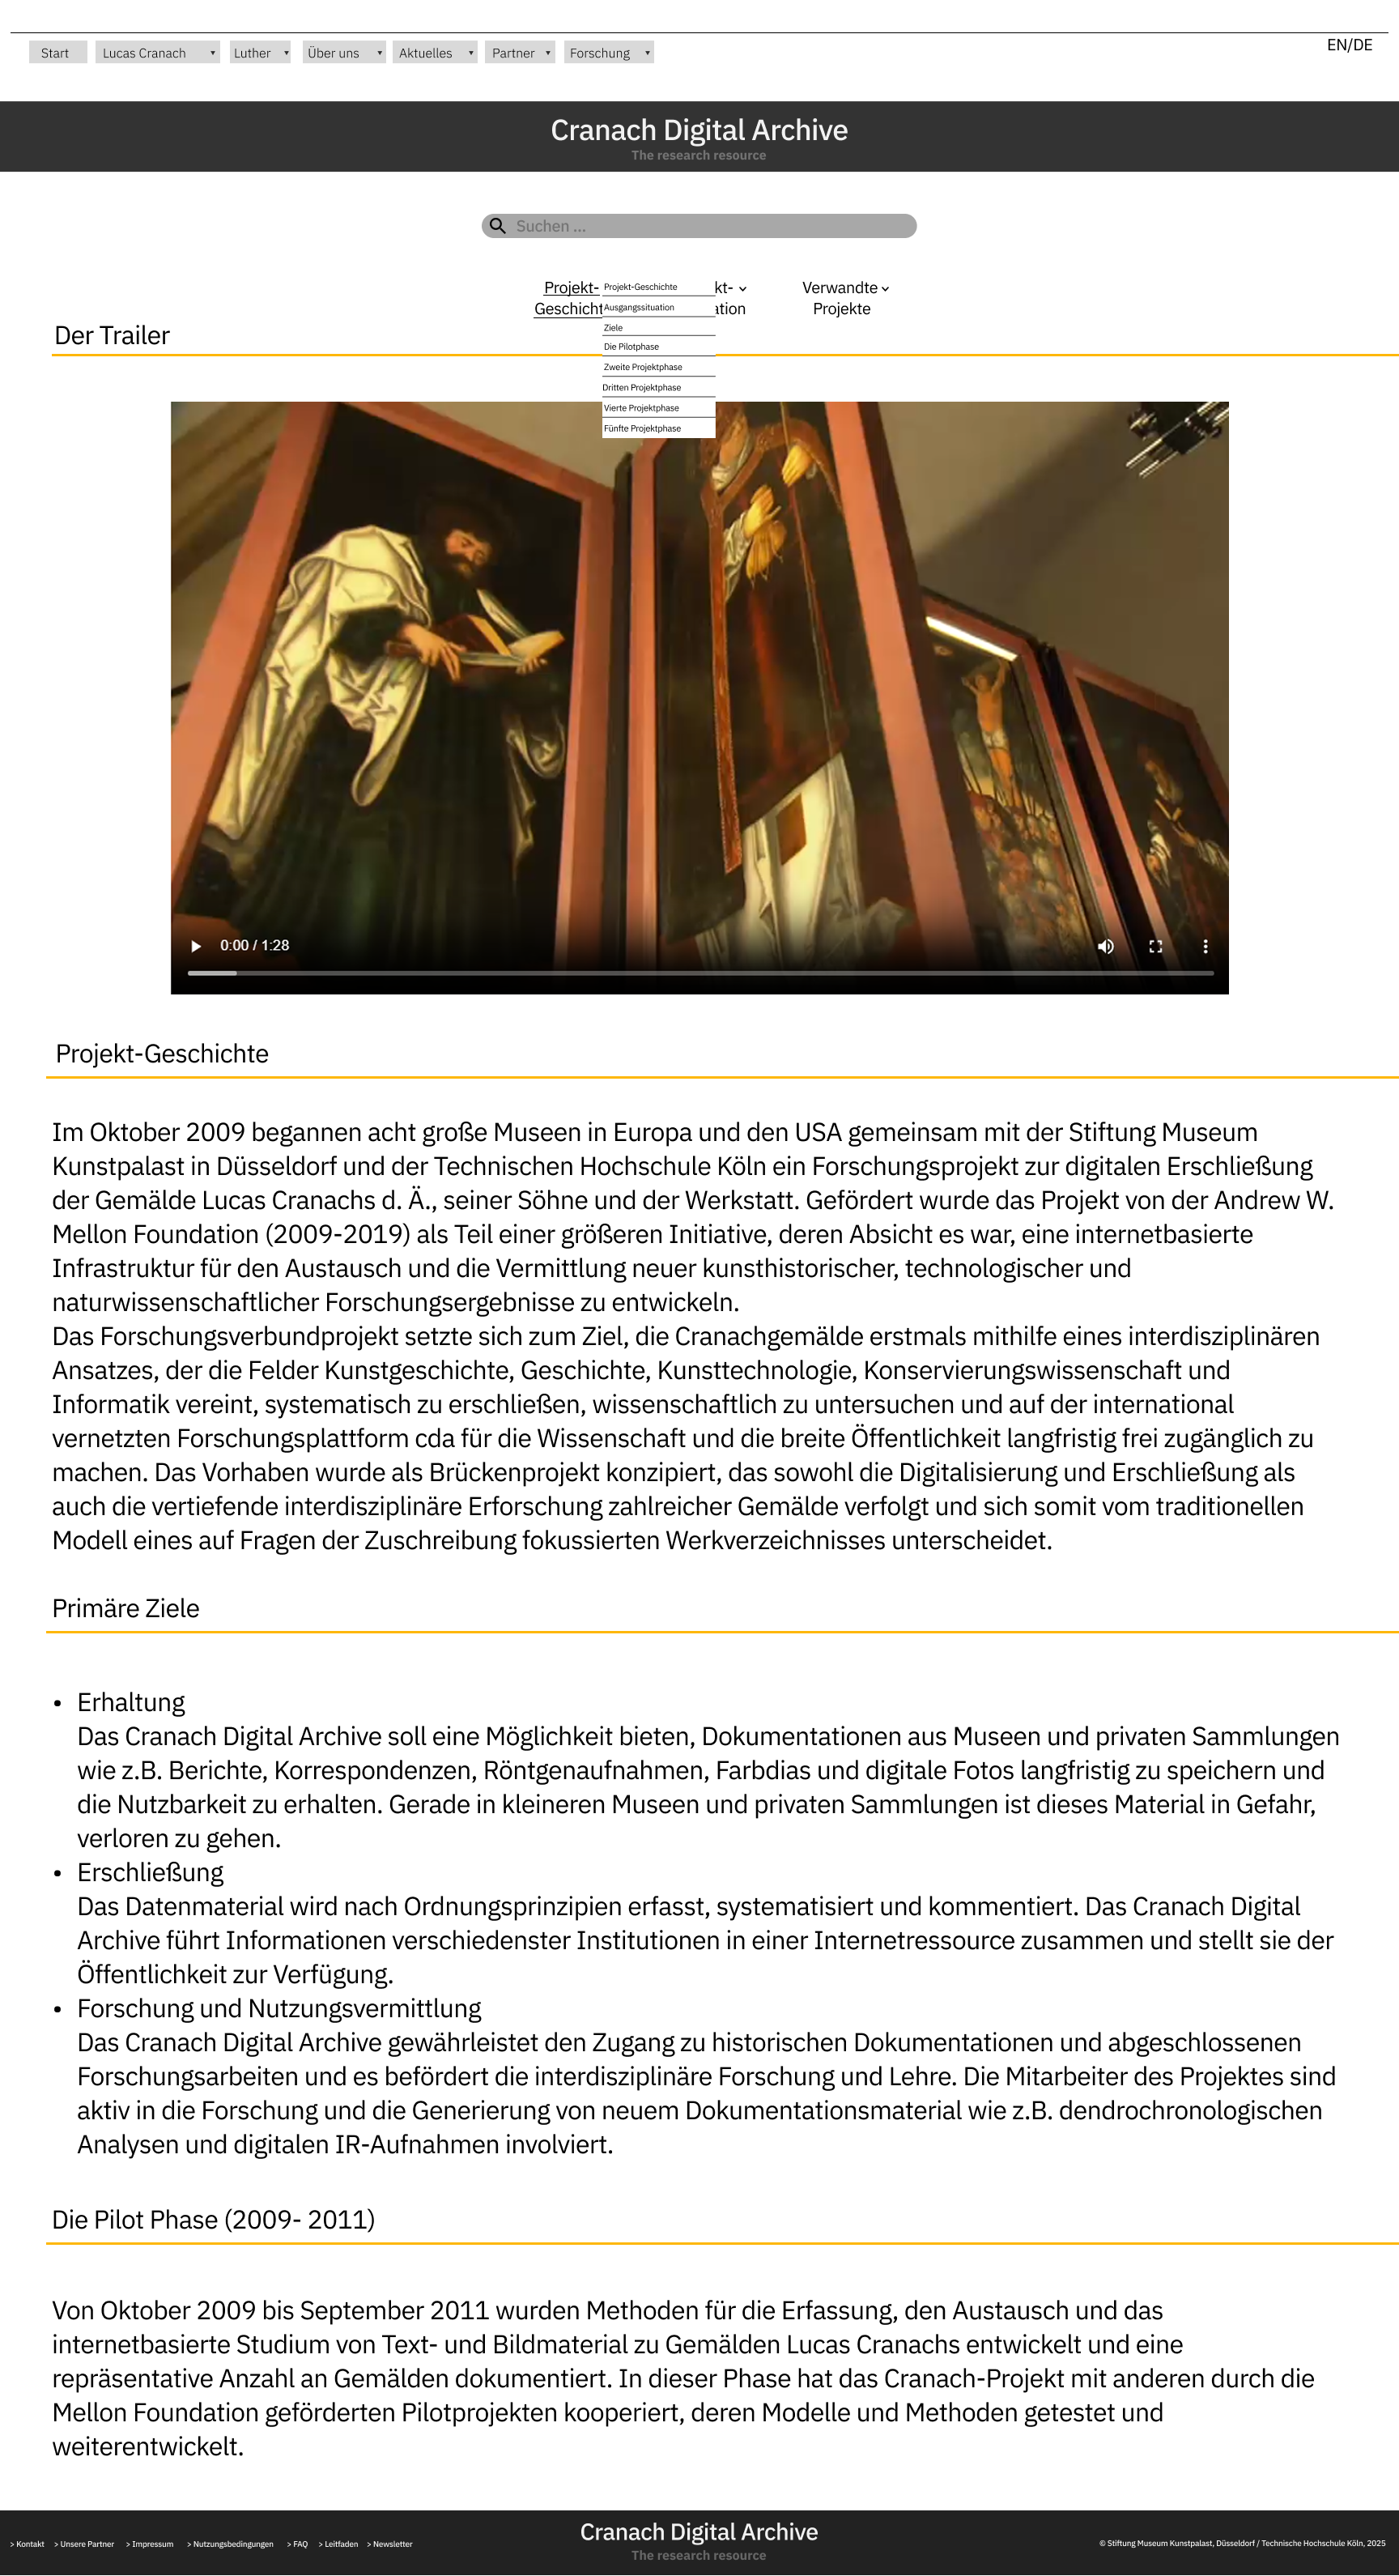 Start Lucas Cranach Luther Über uns Aktuelles Partner Forschung
EN/DE
Cranach Digital Archive
The research resource
Suchen ...
Projekt-
Geschicht
Projekt-Geschichte
Ausgangssituation
Ziele
Die Pilotphase
Zweite Projektphase
Dritten Projektphase
Vierte Projektphase
Fünfte Projektphase
kt-
ation
Verwandte
Projekte
Der Trailer
0:00 / 1:28
Projekt-Geschichte
Im Oktober 2009 begannen acht große Museen in Europa und den USA gemeinsam mit der Stiftung Museum
Kunstpalast in Düsseldorf und der Technischen Hochschule Köln ein Forschungsprojekt zur digitalen Erschließung
der Gemälde Lucas Cranachs d. Ä., seiner Söhne und der Werkstatt. Gefördert wurde das Projekt von der Andrew W.
Mellon Foundation (2009-2019) als Teil einer größeren Initiative, deren Absicht es war, eine internetbasierte
Infrastruktur für den Austausch und die Vermittlung neuer kunsthistorischer, technologischer und
naturwissenschaftlicher Forschungsergebnisse zu entwickeln.
Das Forschungsverbundprojekt setzte sich zum Ziel, die Cranachgemälde erstmals mithilfe eines interdisziplinären
Ansatzes, der die Felder Kunstgeschichte, Geschichte, Kunsttechnologie, Konservierungswissenschaft und
Informatik vereint, systematisch zu erschließen, wissenschaftlich zu untersuchen und auf der international
vernetzten Forschungsplattform cda für die Wissenschaft und die breite Öffentlichkeit langfristig frei zugänglich zu
machen. Das Vorhaben wurde als Brückenprojekt konzipiert, das sowohl die Digitalisierung und Erschließung als
auch die vertiefende interdisziplinäre Erforschung zahlreicher Gemälde verfolgt und sich somit vom traditionellen
Modell eines auf Fragen der Zuschreibung fokussierten Werkverzeichnisses unterscheidet.
Primäre Ziele
• Erhaltung
Das Cranach Digital Archive soll eine Möglichkeit bieten, Dokumentationen aus Museen und privaten Sammlungen
wie z.B. Berichte, Korrespondenzen, Röntgenaufnahmen, Farbdias und digitale Fotos langfristig zu speichern und
die Nutzbarkeit zu erhalten. Gerade in kleineren Museen und privaten Sammlungen ist dieses Material in Gefahr,
verloren zu gehen.
• Erschließung
Das Datenmaterial wird nach Ordnungsprinzipien erfasst, systematisiert und kommentiert. Das Cranach Digital
Archive führt Informationen verschiedenster Institutionen in einer Internetressource zusammen und stellt sie der
Öffentlichkeit zur Verfügung.
• Forschung und Nutzungsvermittlung
Das Cranach Digital Archive gewährleistet den Zugang zu historischen Dokumentationen und abgeschlossenen
Forschungsarbeiten und es befördert die interdisziplinäre Forschung und Lehre. Die Mitarbeiter des Projektes sind
aktiv in die Forschung und die Generierung von neuem Dokumentationsmaterial wie z.B. dendrochronologischen
Analysen und digitalen IR-Aufnahmen involviert.
Die Pilot Phase (2009- 2011)
Von Oktober 2009 bis September 2011 wurden Methoden für die Erfassung, den Austausch und das
internetbasierte Studium von Text- und Bildmaterial zu Gemälden Lucas Cranachs entwickelt und eine
repräsentative Anzahl an Gemälden dokumentiert. In dieser Phase hat das Cranach-Projekt mit anderen durch die
Mellon Foundation geförderten Pilotprojekten kooperiert, deren Modelle und Methoden getestet und
weiterentwickelt.
> Kontakt > Unsere Partner > Impressum > Nutzungsbedingungen > FAQ > Leitfaden > Newsletter
Cranach Digital Archive
The research resource
© Stiftung Museum Kunstpalast, Düsseldorf / Technische Hochschule Köln, 2025